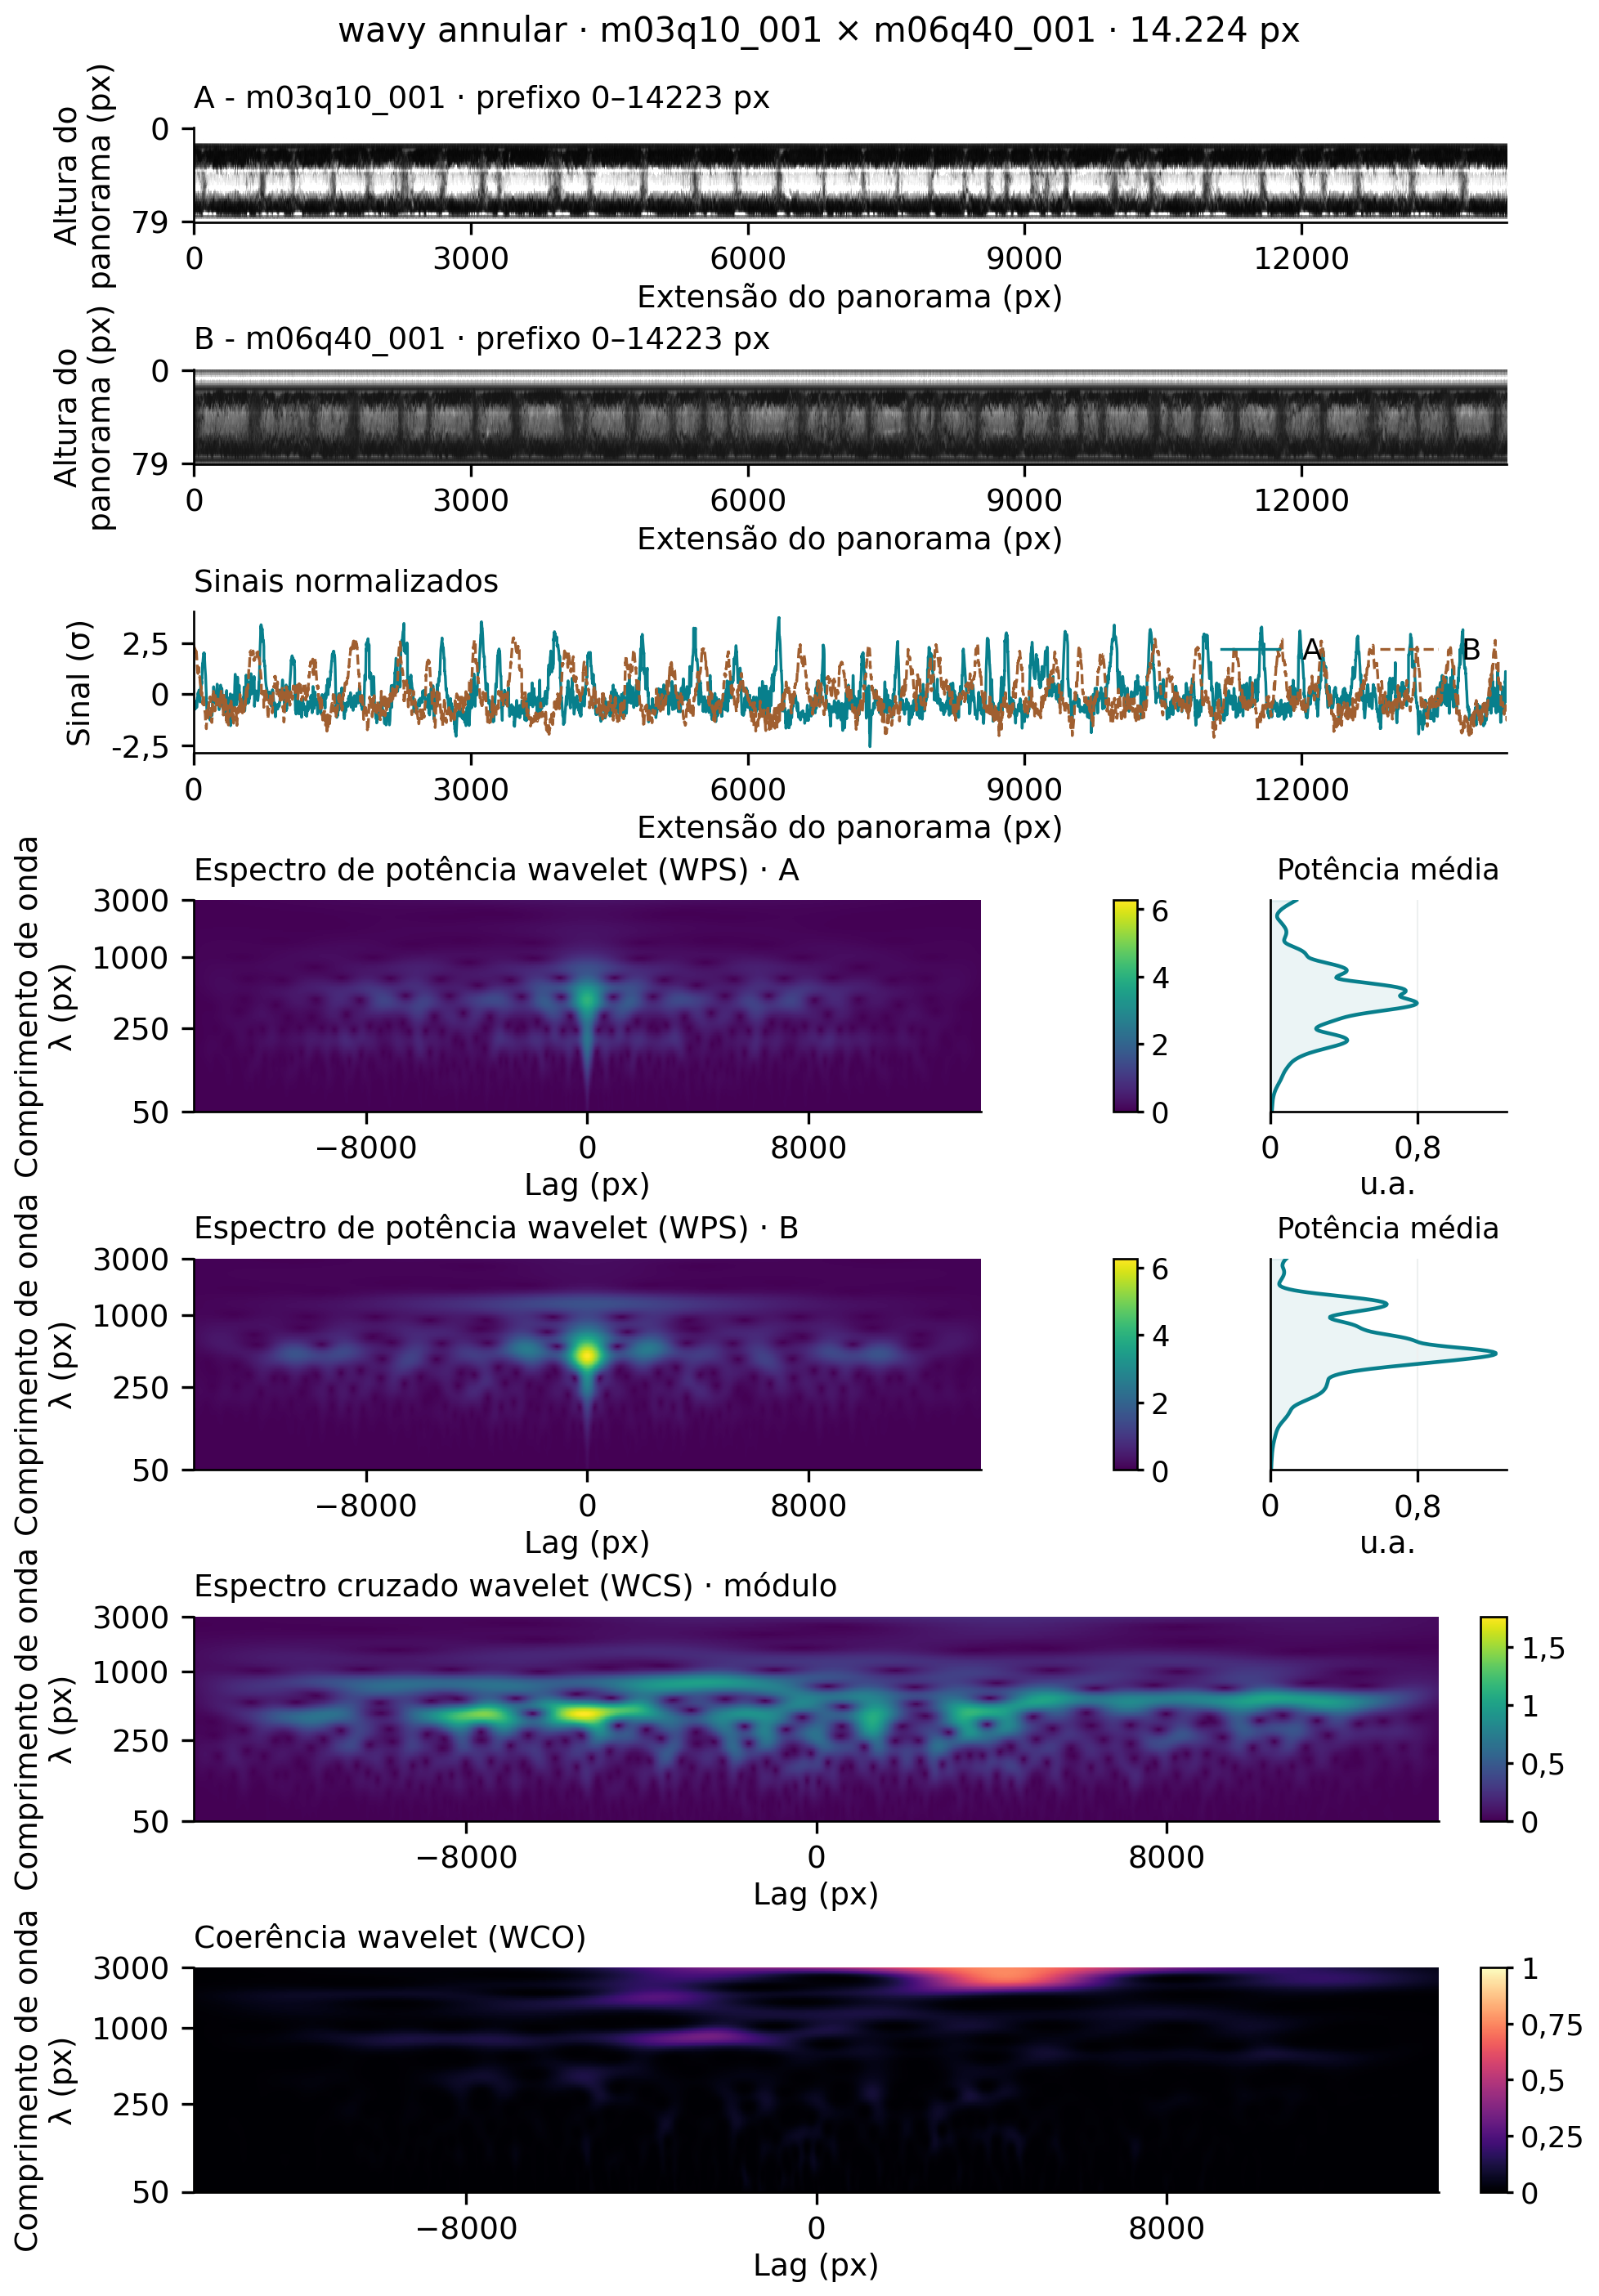 wavy annular · m03q10_001 × m06q40_001 · 14.224 px
A - m03q10_001 · prefixo 0–14223 px
Altura do
panorama (px)
0
79
0 3000 6000 9000 12000
Extensão do panorama (px)
B - m06q40_001 · prefixo 0–14223 px
Altura do
panorama (px)
0
79
0 3000 6000 9000 12000
Extensão do panorama (px)
Sinais normalizados
Sinal (σ)
2,5
0
-2,5
A B
0 3000 6000 9000 12000
Extensão do panorama (px)
Espectro de potência wavelet (WPS) · A
Comprimento de onda
λ (px)
3000
1000
250
50
−8000 0 8000
Lag (px)
6
4
2
0
Potência média
0 0,8
u.a.
Espectro de potência wavelet (WPS) · B
Comprimento de onda
λ (px)
3000
1000
250
50
−8000 0 8000
Lag (px)
6
4
2
0
Potência média
0 0,8
u.a.
Espectro cruzado wavelet (WCS) · módulo
Comprimento de onda
λ (px)
3000
1000
250
50
−8000 0 8000
Lag (px)
1,5
1
0,5
0
Coerência wavelet (WCO)
Comprimento de onda
λ (px)
3000
1000
250
50
−8000 0 8000
Lag (px)
1
0,75
0,5
0,25
0